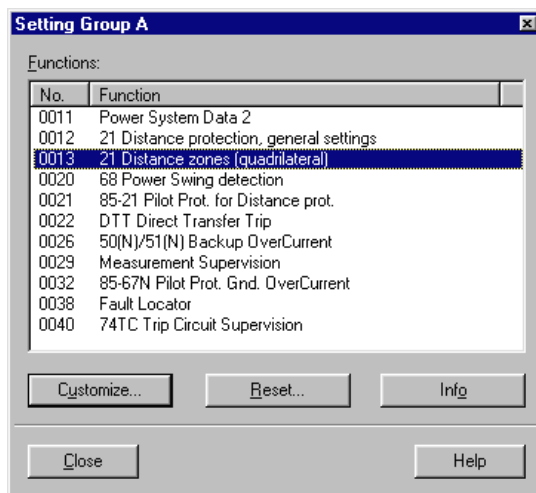 Setting Group A
Functions:
No. Function
0011 Power System Data 2
0012 21 Distance protection, general settings
0013 21 Distance zones (quadrilateral)
0020 68 Power Swing detection
0021 85-21 Pilot Prot. for Distance prot.
0022 DTT Direct Transfer Trip
0026 50(N)/51(N) Backup OverCurrent
0029 Measurement Supervision
0032 85-67N Pilot Prot. Gnd. OverCurrent
0038 Fault Locator
0040 74TC Trip Circuit Supervision
Customize... Reset... Info
Close Help